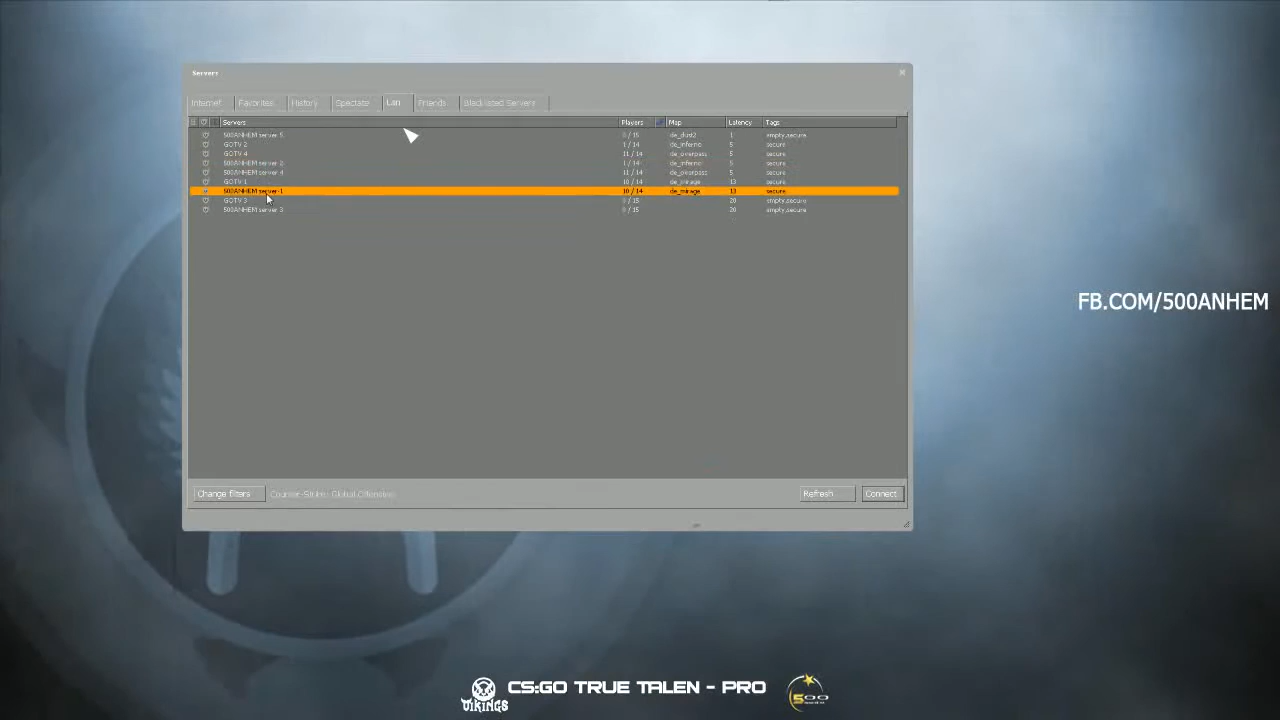 Servers
Internet Favorites History Spectate Lan Friends Blacklisted Servers
Servers Players Map Latency Tags
500ANHEM server 5 0 / 15 de_dust2 1 empty,secure
GOTV 2 1 / 14 de_inferno 5 secure
GOTV 4 11 / 14 de_overpass 5 secure
500ANHEM server 2 1 / 14 de_inferno 5 secure
500ANHEM server 4 11 / 14 de_overpass 5 secure
GOTV 1 10 / 14 de_mirage 13 secure
500ANHEM server 1 10 / 14 de_mirage 13 secure
GOTV 3 0 / 15 20 empty,secure
500ANHEM server 3 0 / 15 20 empty,secure
FB.COM/500ANHEM
Change filters Counter-Strike: Global Offensive Refresh Connect
VIKINGS CS:GO TRUE TALEN - PRO 500